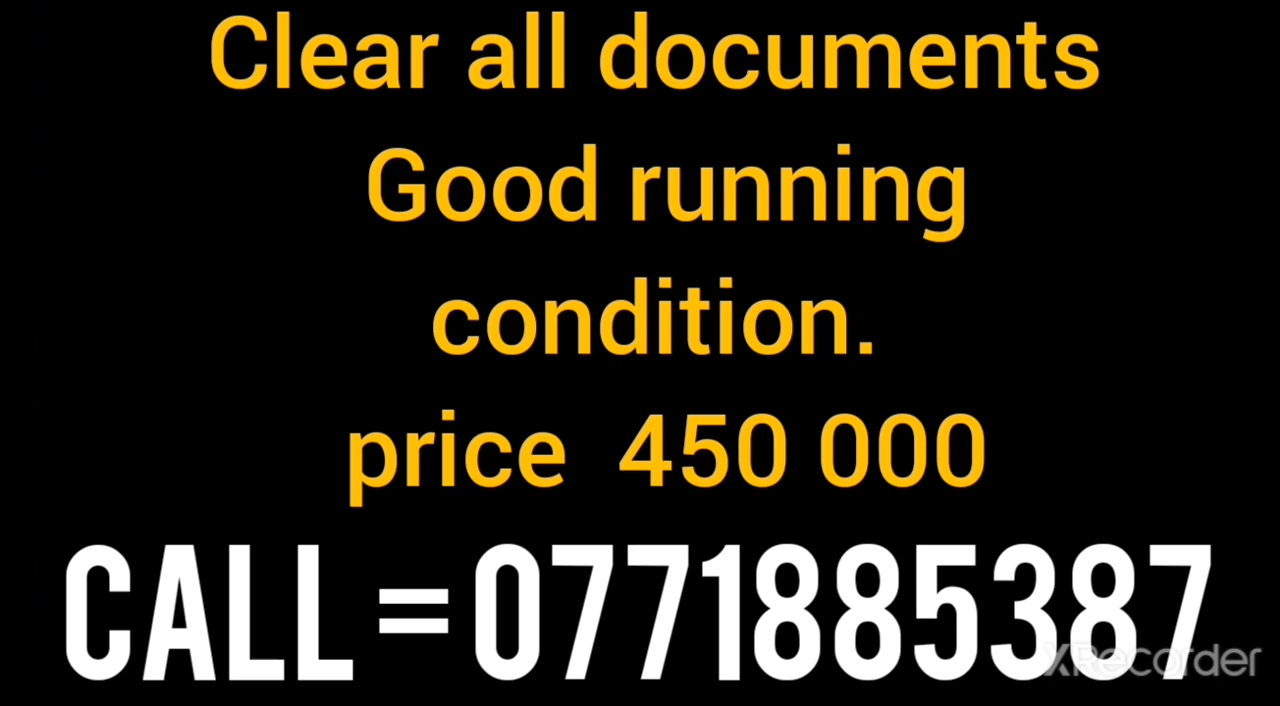 Clear all documents
Good running
condition.
price 450 000
CALL = 0771885387
XRecorder